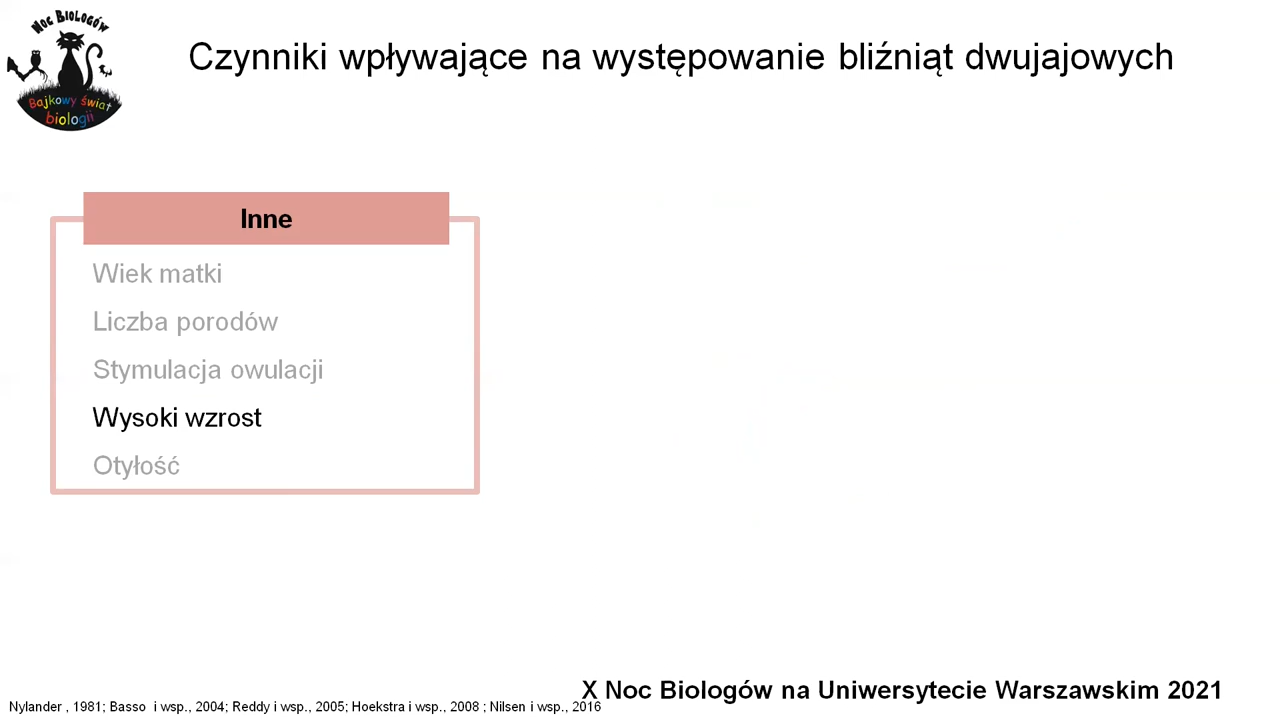 Noc Biologów
Bajkowy świat
biologii
Czynniki wpływające na występowanie bliźniąt dwujajowych
Inne
Wiek matki
Liczba porodów
Stymulacja owulacji
Wysoki wzrost
Otyłość
X Noc Biologów na Uniwersytecie Warszawskim 2021
Nylander , 1981; Basso i wsp., 2004; Reddy i wsp., 2005; Hoekstra i wsp., 2008 ; Nilsen i wsp., 2016